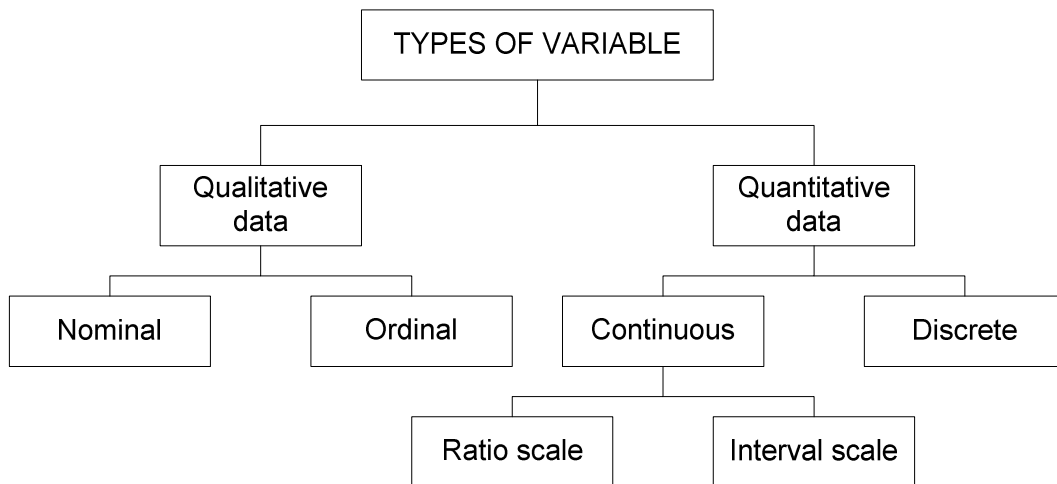 TYPES OF VARIABLE
Qualitative
data
Quantitative
data
Nominal
Ordinal
Continuous
Discrete
Ratio scale
Interval scale